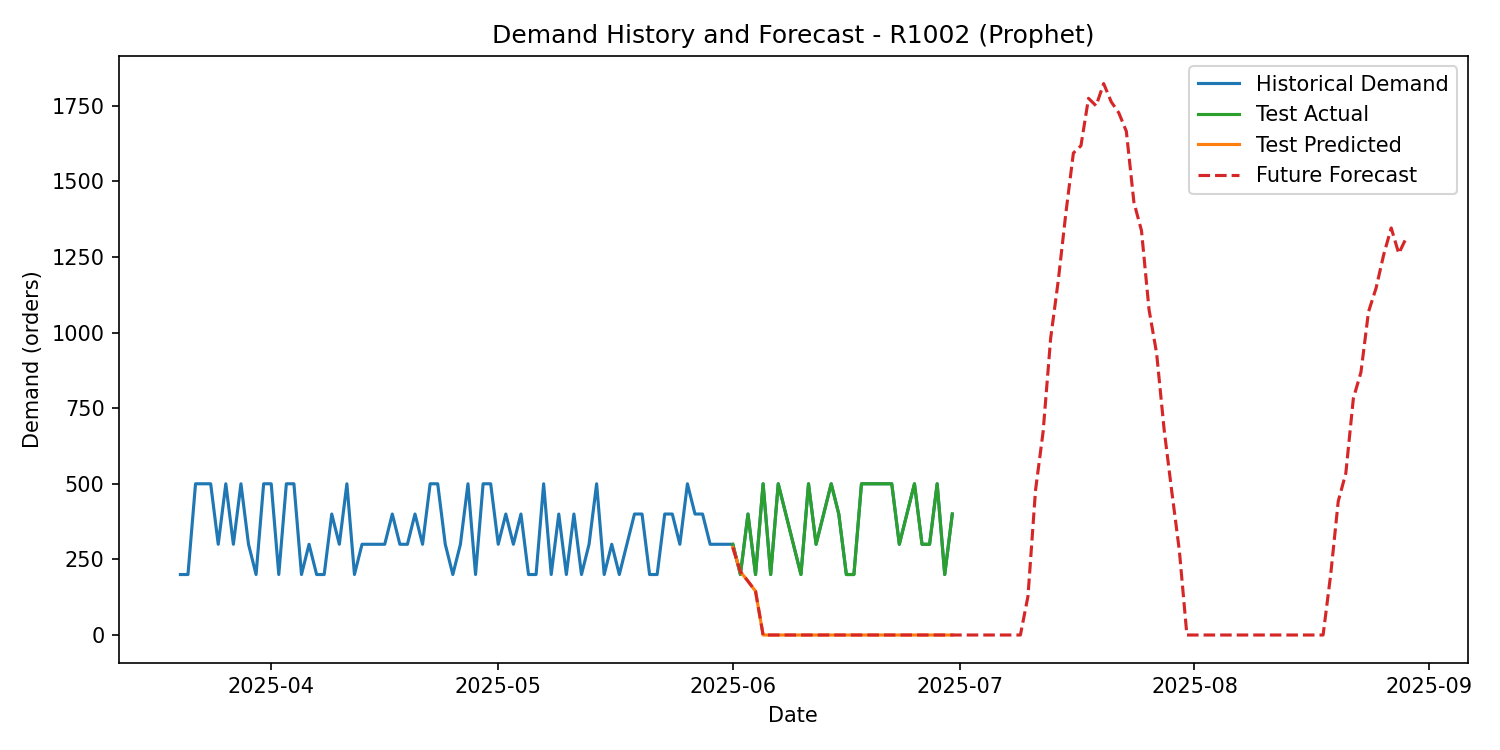 Demand History and Forecast - R1002 (Prophet)
Historical Demand
Test Actual
Test Predicted
Future Forecast
Demand (orders)
1750
1500
1250
1000
750
500
250
0
2025-04
2025-05
2025-06
2025-07
2025-08
2025-09
Date